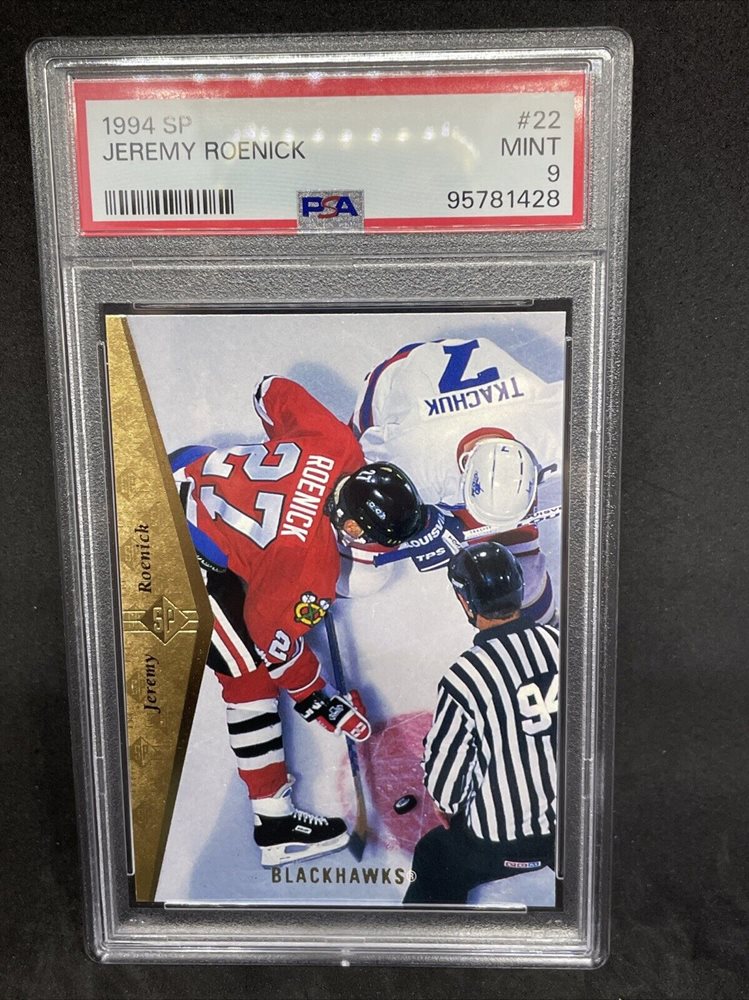 1994 SP #22
JEREMY ROENICK MINT
9
PSA 95781428
TKACHUK
7
ROENICK
27
27
LOUISVILLE
TPS
94
Jeremy SP Roenick
BLACKHAWKS®